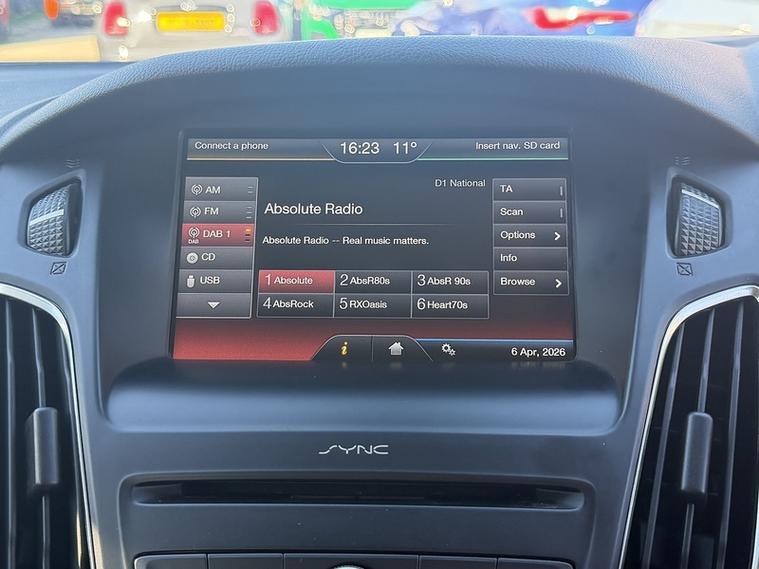 Connect a phone 16:23 11° Insert nav. SD card
D1 National
AM
FM
DAB 1
DAB
CD
USB
Absolute Radio
Absolute Radio -- Real music matters.
1 Absolute 2 AbsR80s 3 AbsR 90s
4 AbsRock 5 RXOasis 6 Heart70s
TA
Scan
Options
Info
Browse
i
6 Apr, 2026
SYNC